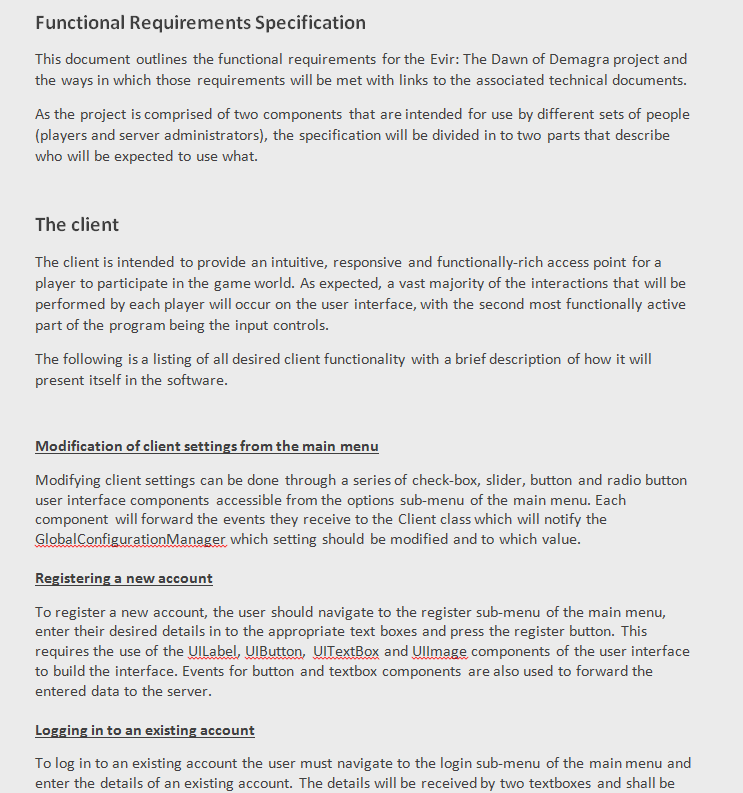 Functional Requirements Specification
This document outlines the functional requirements for the Evir: The Dawn of Demagra project and
the ways in which those requirements will be met with links to the associated technical documents.
As the project is comprised of two components that are intended for use by different sets of people
(players and server administrators), the specification will be divided in to two parts that describe
who will be expected to use what.
The client
The client is intended to provide an intuitive, responsive and functionally-rich access point for a
player to participate in the game world. As expected, a vast majority of the interactions that will be
performed by each player will occur on the user interface, with the second most functionally active
part of the program being the input controls.
The following is a listing of all desired client functionality with a brief description of how it will
present itself in the software.
Modification of client settings from the main menu
Modifying client settings can be done through a series of check-box, slider, button and radio button
user interface components accessible from the options sub-menu of the main menu. Each
component will forward the events they receive to the Client class which will notify the
GlobalConfigurationManager which setting should be modified and to which value.
Registering a new account
To register a new account, the user should navigate to the register sub-menu of the main menu,
enter their desired details in to the appropriate text boxes and press the register button. This
requires the use of the UILabel, UIButton, UITextBox and UIImage components of the user interface
to build the interface. Events for button and textbox components are also used to forward the
entered data to the server.
Logging in to an existing account
To log in to an existing account the user must navigate to the login sub-menu of the main menu and
enter the details of an existing account. The details will be received by two textboxes and shall be